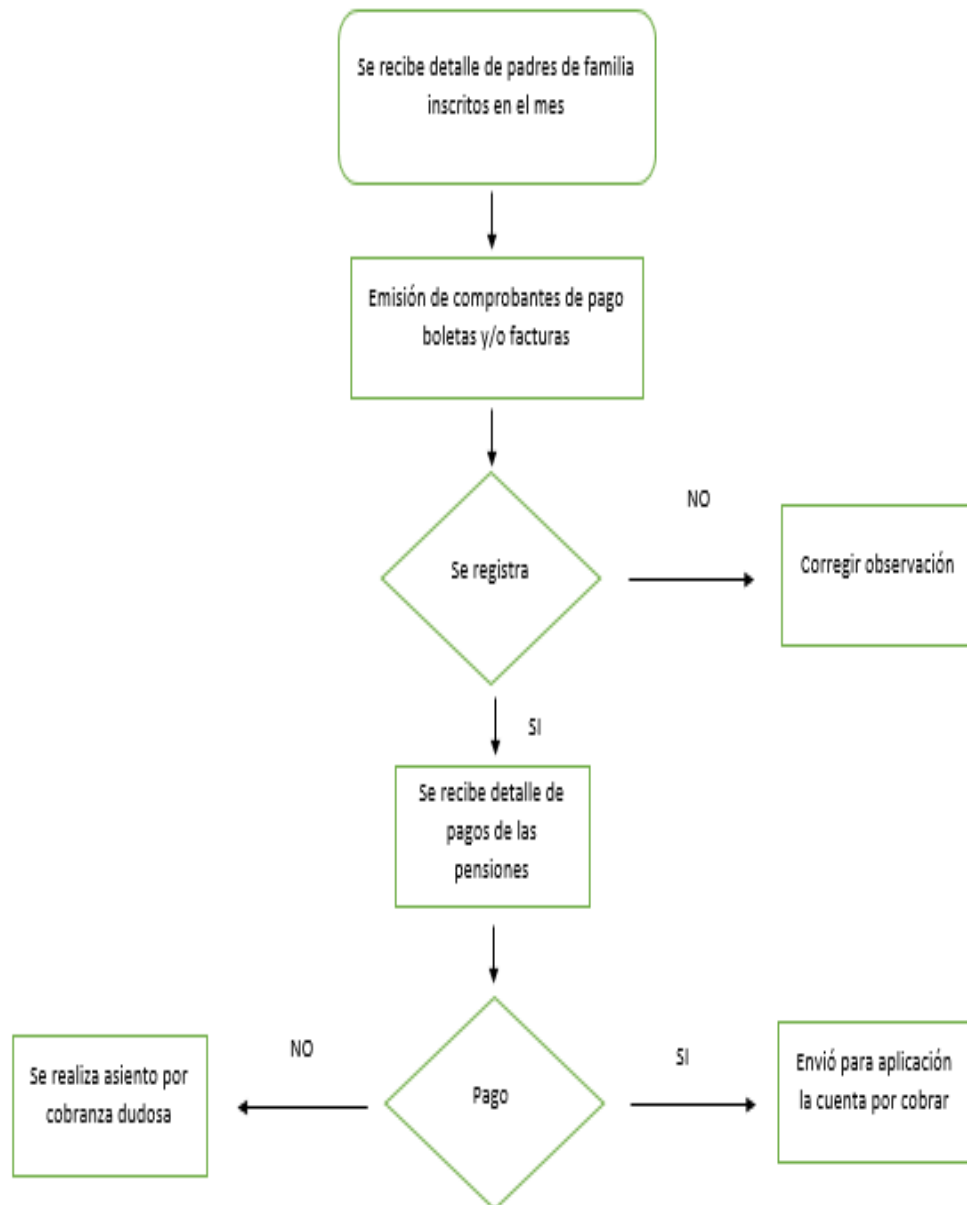 Se recibe detalle de padres de familia
inscritos en el mes
Emisión de comprobantes de pago
boletas y/o facturas
NO
Se registra
Corregir observación
SI
Se recibe detalle de
pagos de las
pensiones
NO
SI
Se realiza asiento por
cobranza dudosa
Pago
Envió para aplicación
la cuenta por cobrar